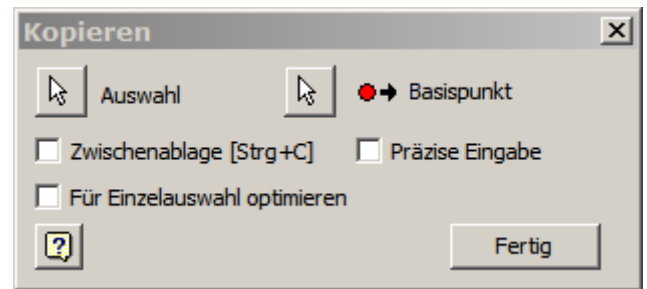 Kopieren
Auswahl Basispunkt
Zwischenablage [Strg+C] Präzise Eingabe
Für Einzelauswahl optimieren
? Fertig